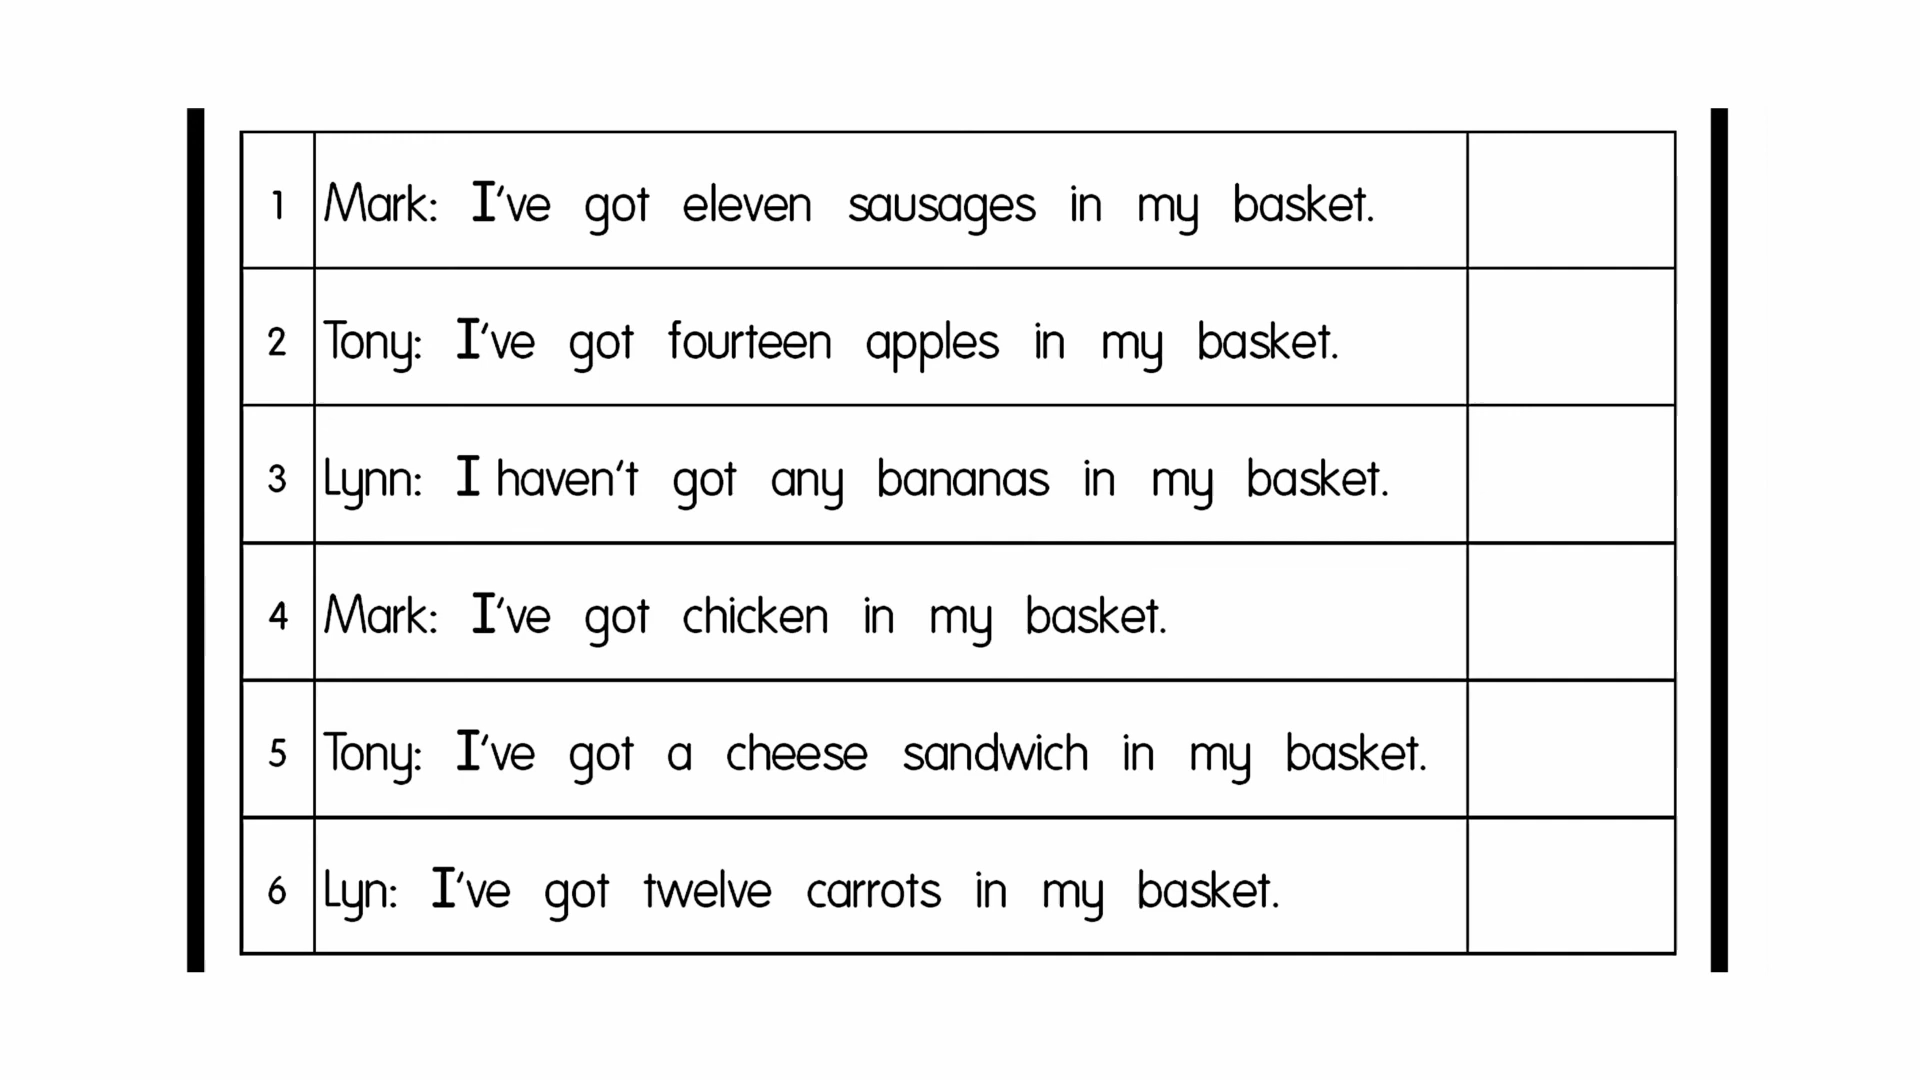 1 Mark: I've got eleven sausages in my basket.
2 Tony: I've got fourteen apples in my basket.
3 Lynn: I haven't got any bananas in my basket.
4 Mark: I've got chicken in my basket.
5 Tony: I've got a cheese sandwich in my basket.
6 Lyn: I've got twelve carrots in my basket.